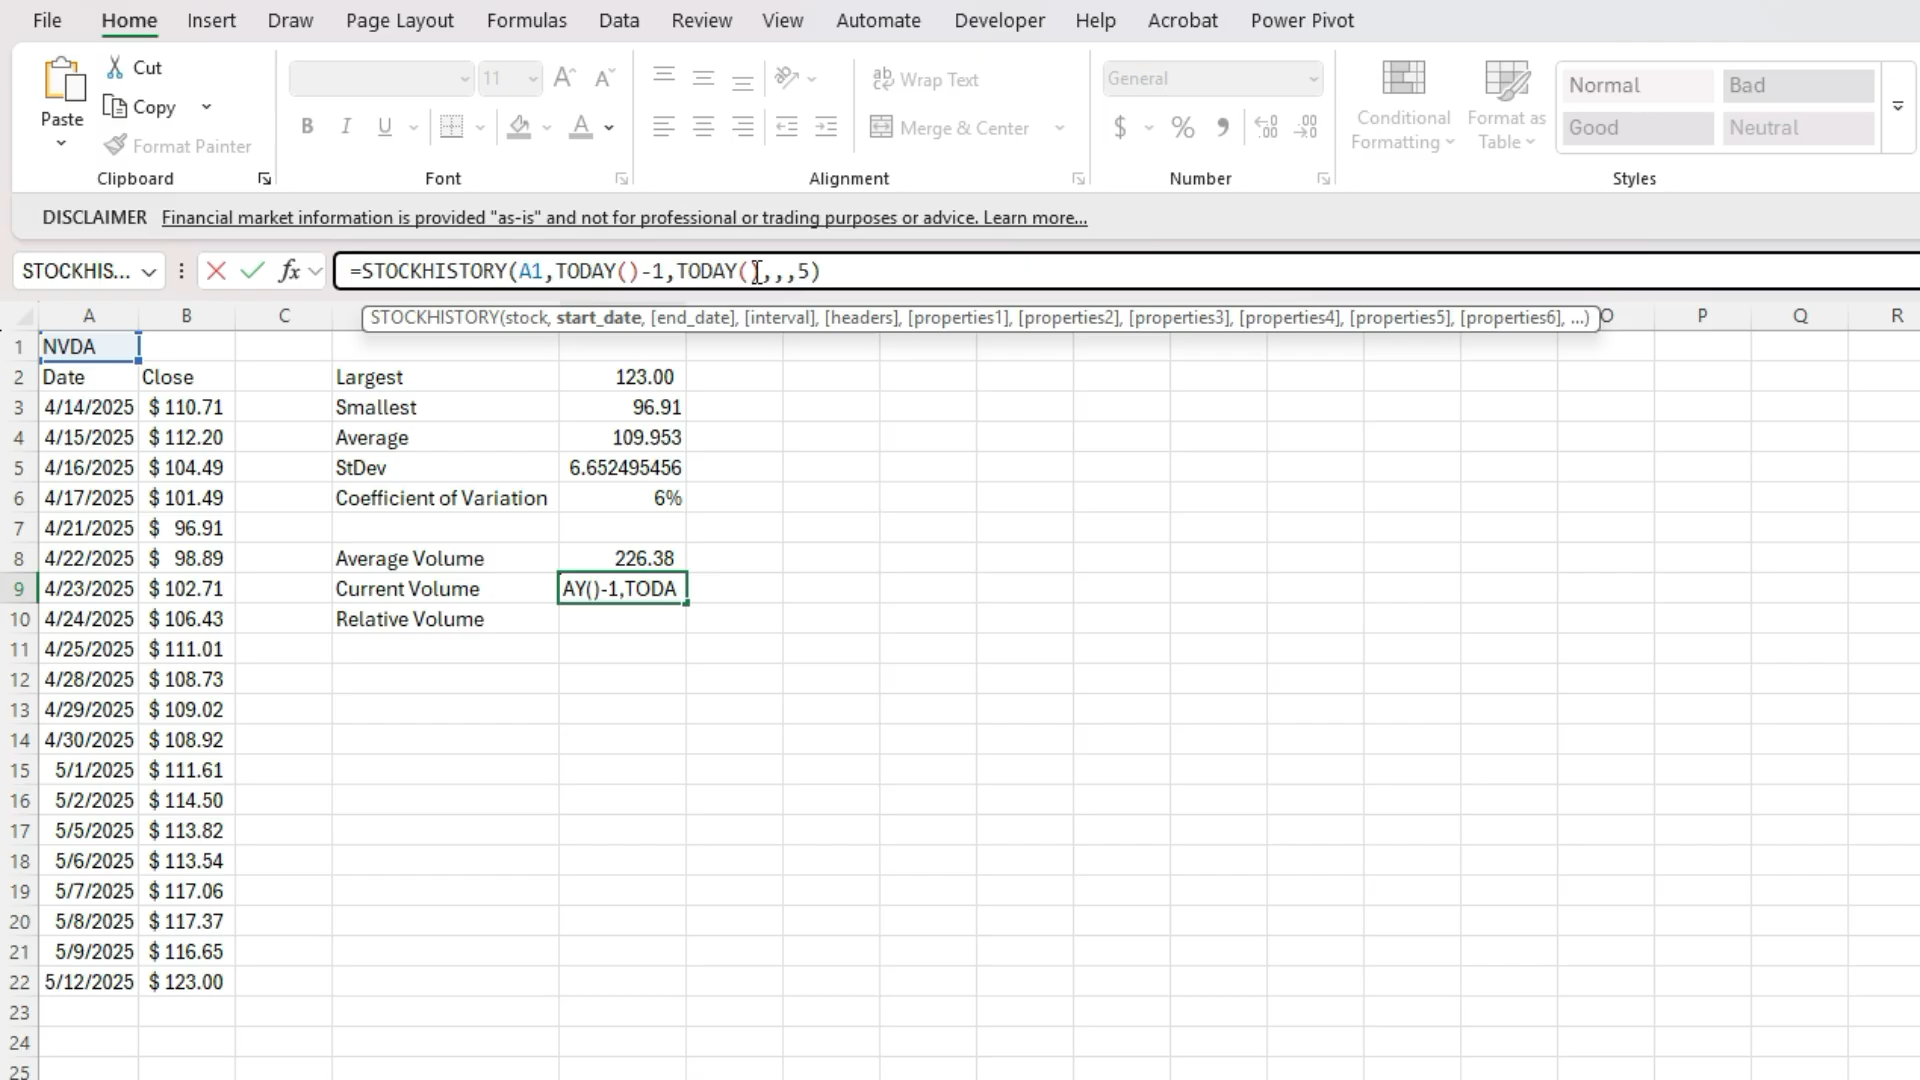 File Home Insert Draw Page Layout Formulas Data Review View Automate Developer Help Acrobat Power Pivot
Paste
Cut
Copy
Format Painter
Clipboard
11
A A
B I U A
Font
ab Wrap Text
Merge & Center
Alignment
General
$ % 9 .00 .00
Number
Conditional Formatting
Format as Table
Normal Bad
Good Neutral
Styles
DISCLAIMER Financial market information is provided "as-is" and not for professional or trading purposes or advice. Learn more...
STOCKHIS... fx =STOCKHISTORY(A1,TODAY()-1,TODAY(),,,5)
STOCKHISTORY(stock, start_date, [end_date], [interval], [headers], [properties1], [properties2], [properties3], [properties4], [properties5], [properties6], ...)
A B C O P Q R
1 NVDA
2 Date Close Largest 123.00
3 4/14/2025 $ 110.71 Smallest 96.91
4 4/15/2025 $ 112.20 Average 109.953
5 4/16/2025 $ 104.49 StDev 6.652495456
6 4/17/2025 $ 101.49 Coefficient of Variation 6%
7 4/21/2025 $ 96.91
8 4/22/2025 $ 98.89 Average Volume 226.38
9 4/23/2025 $ 102.71 Current Volume AY()-1,TODA
10 4/24/2025 $ 106.43 Relative Volume
11 4/25/2025 $ 111.01
12 4/28/2025 $ 108.73
13 4/29/2025 $ 109.02
14 4/30/2025 $ 108.92
15 5/1/2025 $ 111.61
16 5/2/2025 $ 114.50
17 5/5/2025 $ 113.82
18 5/6/2025 $ 113.54
19 5/7/2025 $ 117.06
20 5/8/2025 $ 117.37
21 5/9/2025 $ 116.65
22 5/12/2025 $ 123.00
23
24
25